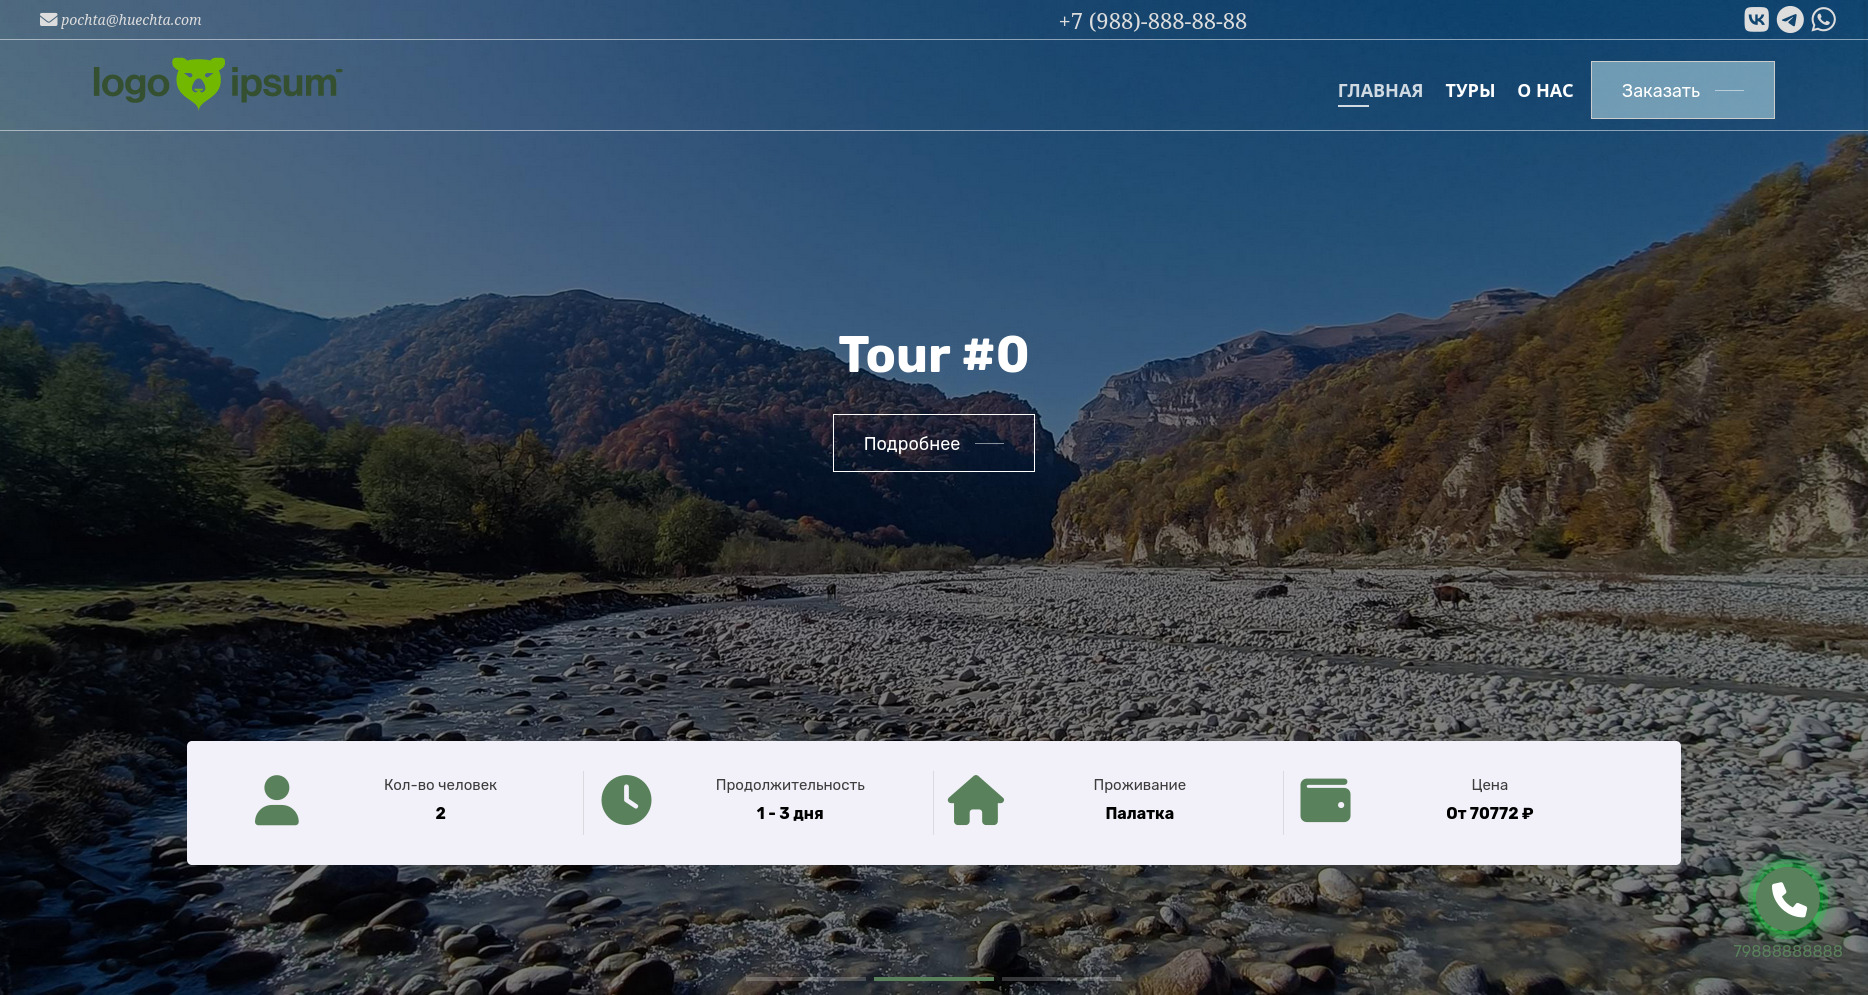 pochta@huechta.com
+7 (988)-888-88-88
logo ipsum
ГЛАВНАЯ
ТУРЫ
О НАС
Заказать
Tour #0
Подробнее
Кол-во человек
2
Продолжительность
1 - 3 дня
Проживание
Палатка
Цена
От 70772 ₽
79888888888